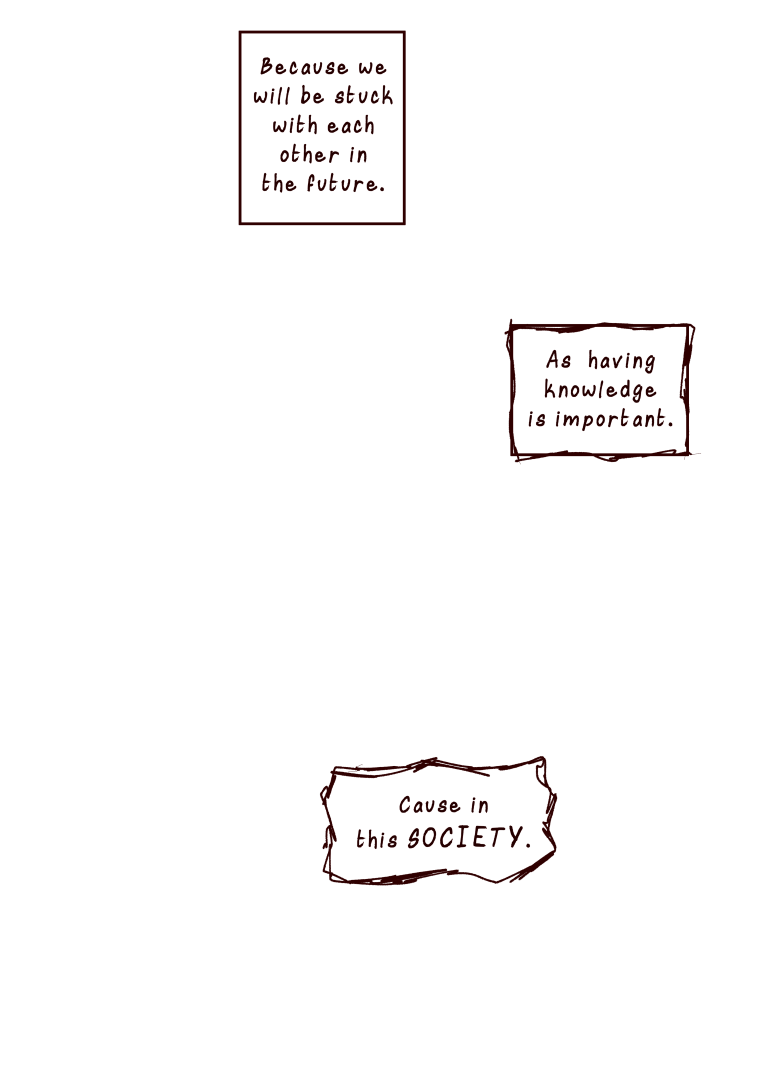 Because we
will be stuck
with each
other in
the future.
As having
knowledge
is important.
Cause in
this SOCIETY.